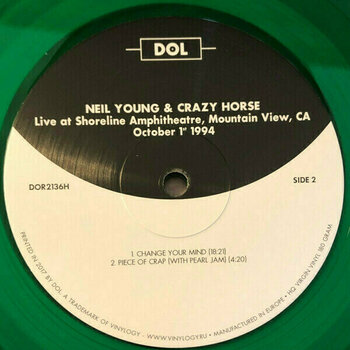 DOL
NEIL YOUNG & CRAZY HORSE
Live at Shoreline Amphitheatre, Mountain View, CA
October 1st 1994
DOR2136H
SIDE 2
1. CHANGE YOUR MIND (18:21)
2. PIECE OF CRAP (WITH PEARL JAM) (4:20)
PRINTED IN 2017 BY DOL, A TRADEMARK OF VINYLOGY - WWW.VINYLOGY.RU • MANUFACTURED IN EUROPE • HQ VIRGIN VINYL 180 GRAM